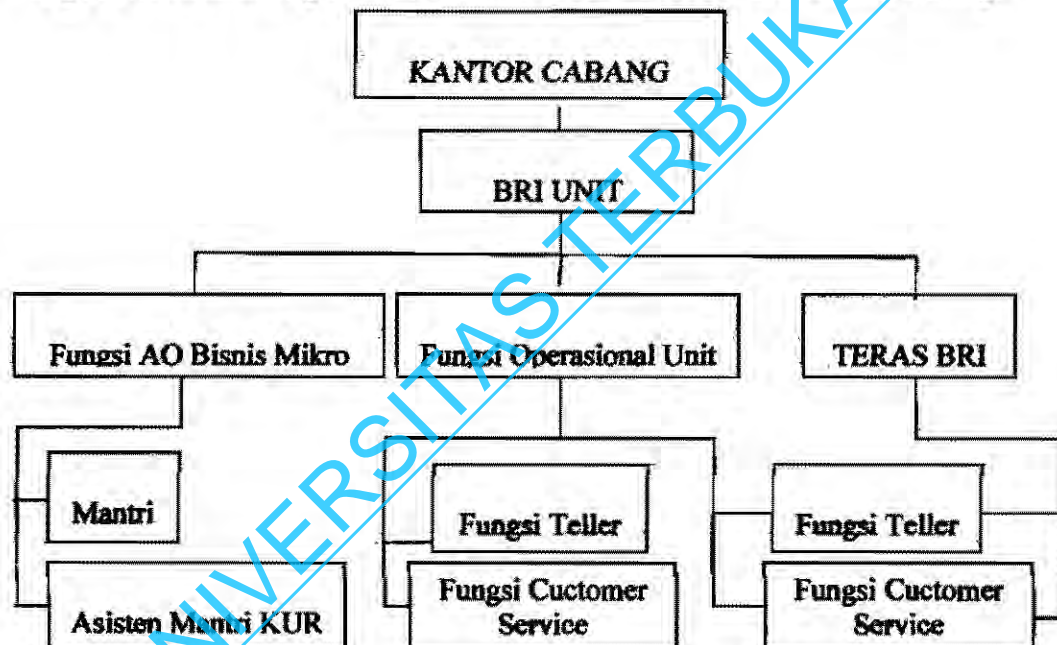 KANTOR CABANG
BRI UNIT
Fungsi AO Bisnis Mikro
Fungsi Operasional Unit
TERAS BRI
Mantri
Fungsi Teller
Fungsi Teller
Asisten Mantri KUR
Fungsi Cuctomer
Service
Fungsi Cuctomer
Service
UNIVERSITAS TERBUKA